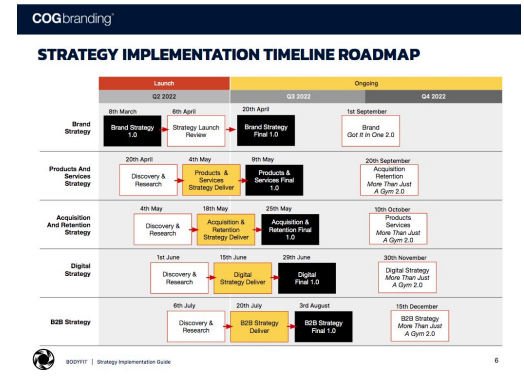 COGbranding®
STRATEGY IMPLEMENTATION TIMELINE ROADMAP
Launch
Ongoing
Q2 2022
Q3 2022
Q4 2022
8th March
6th April
20th April
1st September
Brand
Strategy
Brand Strategy
1.0
Strategy Launch
Review
Brand Strategy
Final 1.0
Brand
Got It In One 2.0
20th April
4th May
9th May
20th September
Products And
Services
Strategy
Discovery &
Research
Products &
Services
Strategy Deliver
Products &
Services Final
1.0
Acquisition
Retention
More Than Just
A Gym 2.0
4th May
18th May
25th May
10th October
Acquisition
And Retention
Strategy
Discovery &
Research
Acquisition &
Retention
Strategy Deliver
Acquisition &
Retention Final
1.0
Products
Services
More Than Just
A Gym 2.0
1st June
15th June
29th June
30th November
Digital
Strategy
Discovery &
Research
Digital
Strategy Deliver
Digital
Final 1.0
Digital Strategy
More Than Just
A Gym 2.0
6th July
20th July
3rd August
15th December
B2B Strategy
Discovery &
Research
B2B Strategy
Deliver
B2B Strategy
Final 1.0
B2B Strategy
More Than Just
A Gym 2.0
BODYFIT | Strategy Implementation Guide
6